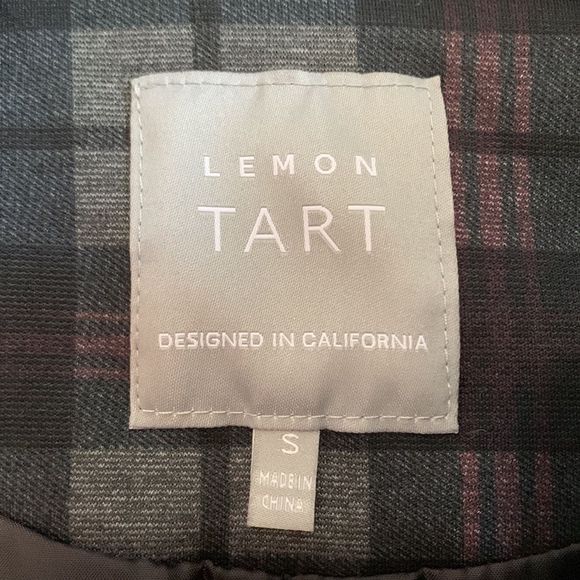 LEMON
TART
DESIGNED IN CALIFORNIA
S
MADE IN
CHINA